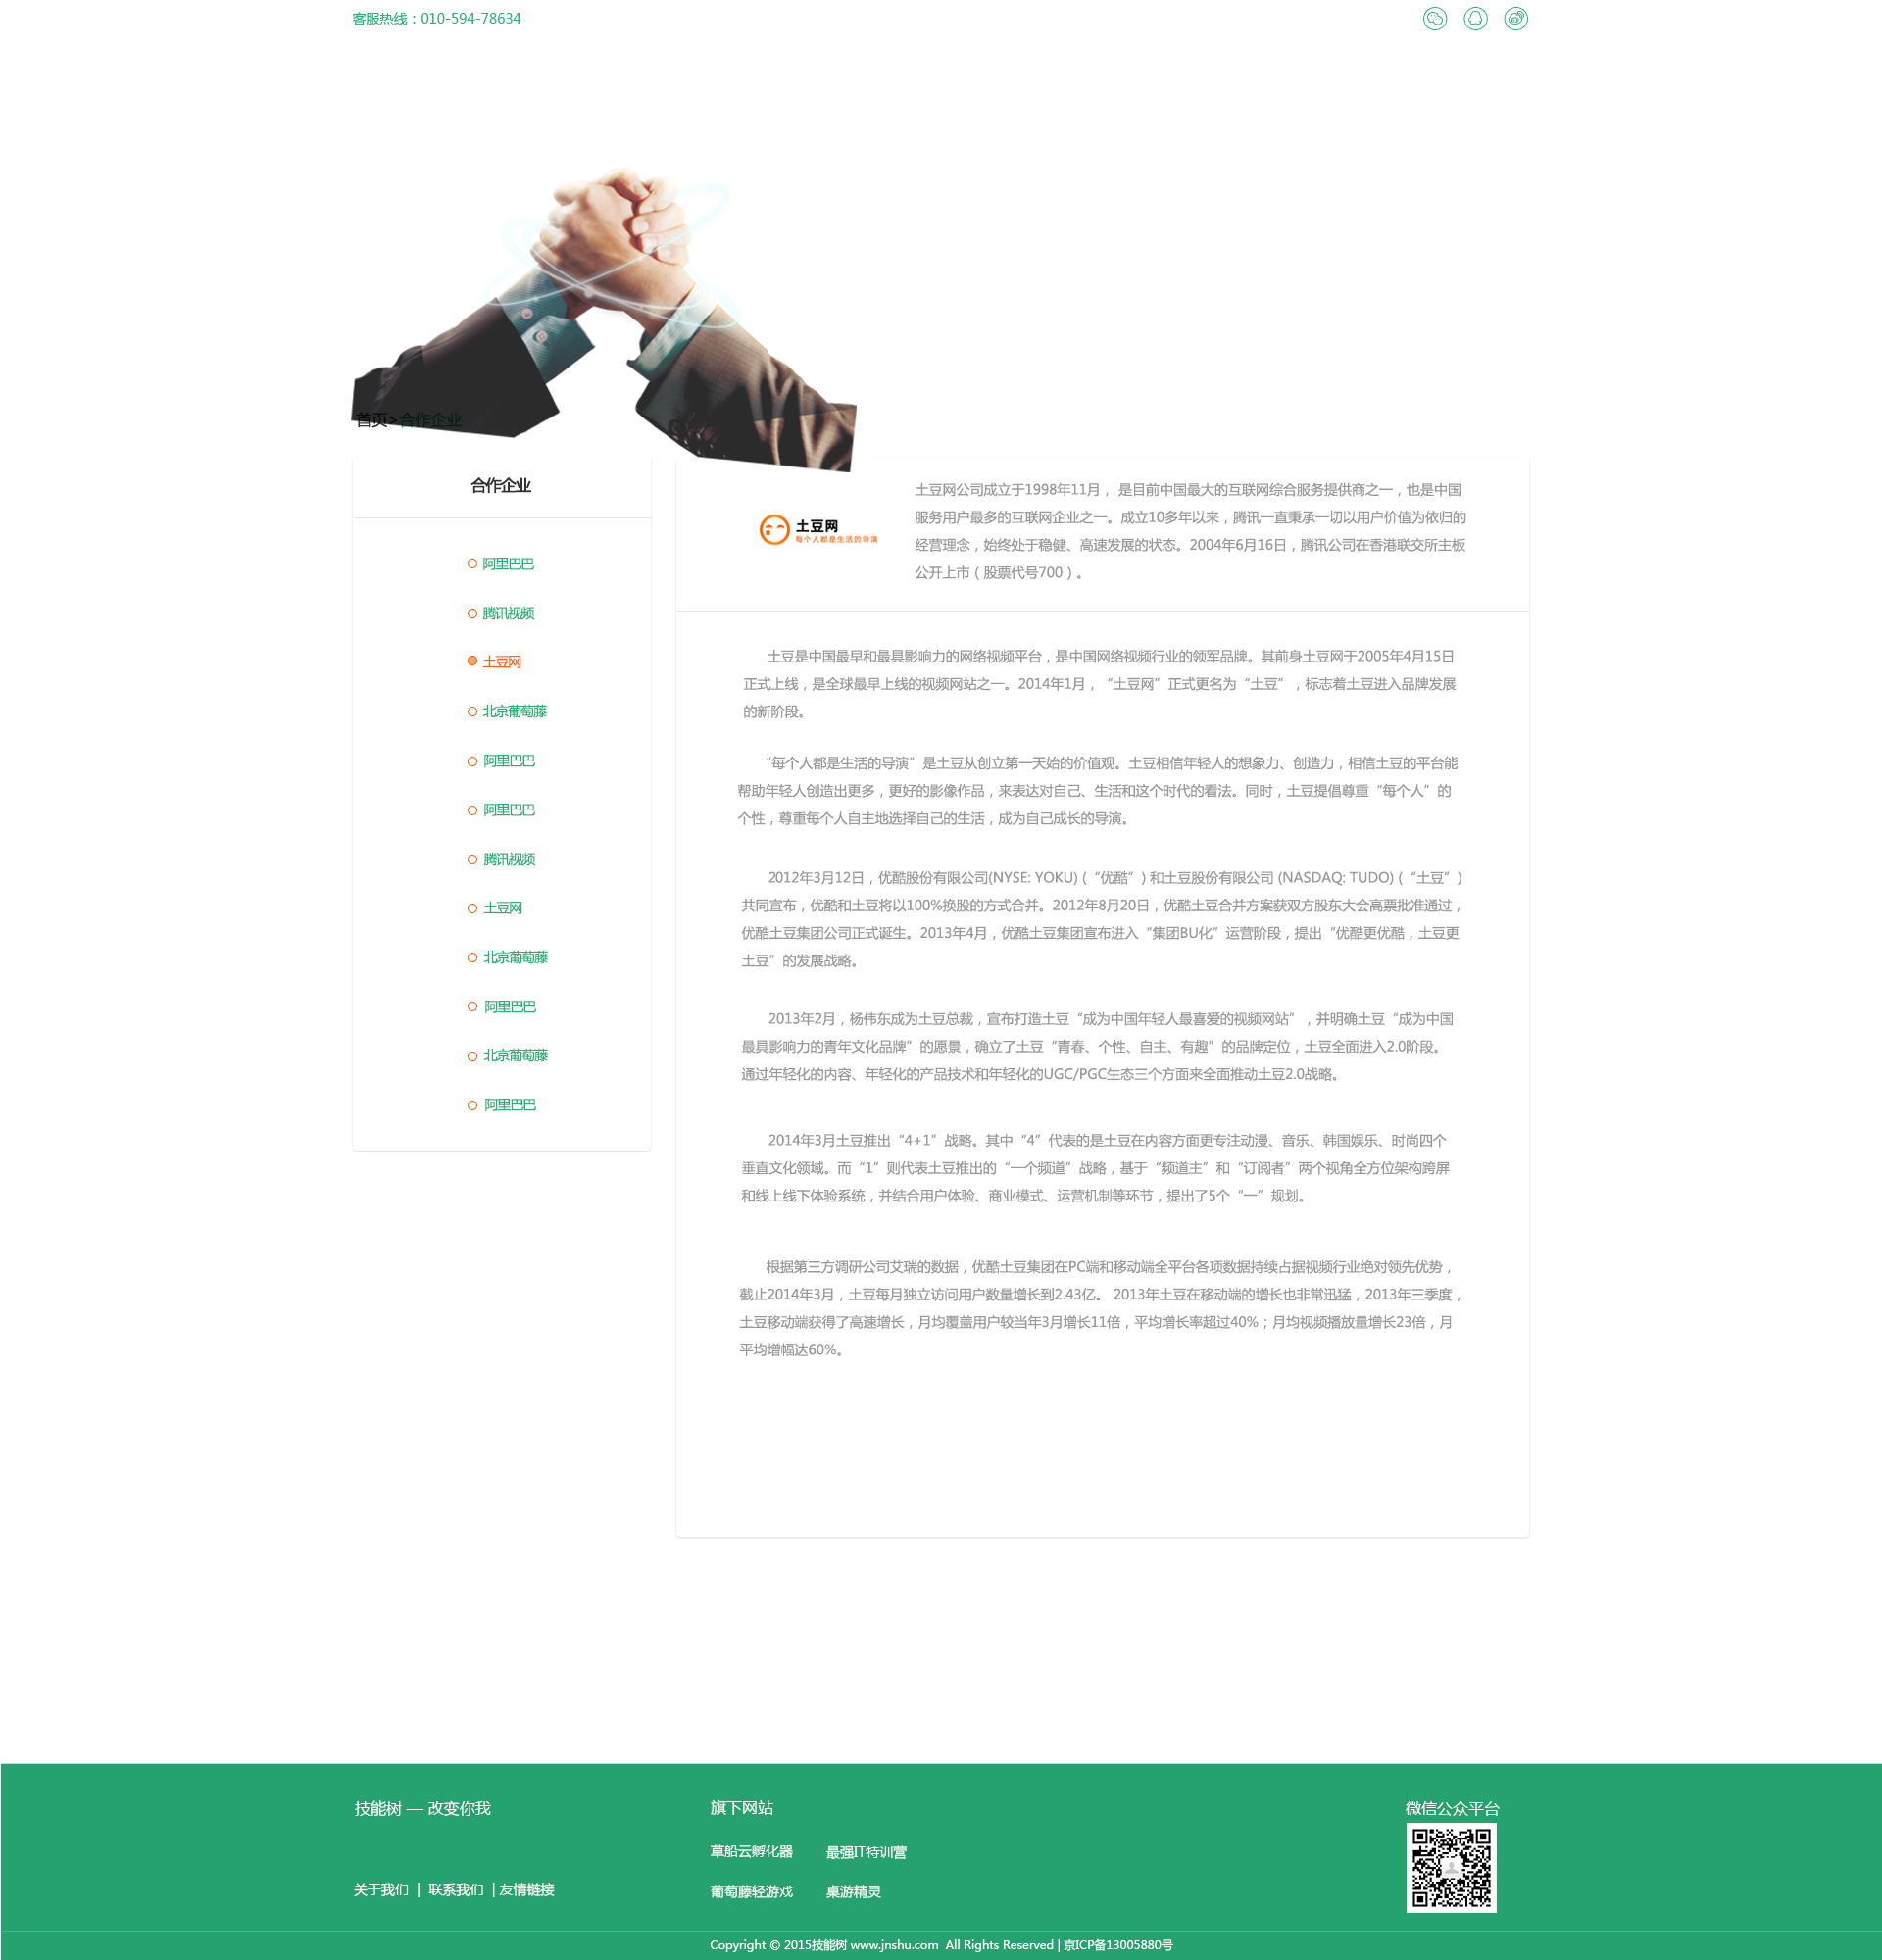 客服热线：010-594-78634
首页>合作企业
合作企业
阿里巴巴
腾讯视频
土豆网
北京葡萄藤
阿里巴巴
阿里巴巴
腾讯视频
土豆网
北京葡萄藤
阿里巴巴
北京葡萄藤
阿里巴巴
土豆网
每个人都是生活的导演
土豆网公司成立于1998年11月， 是目前中国最大的互联网综合服务提供商之一，也是中国
服务用户最多的互联网企业之一。成立10多年以来，腾讯一直秉承一切以用户价值为依归的
经营理念，始终处于稳健、高速发展的状态。2004年6月16日，腾讯公司在香港联交所主板
公开上市（股票代号700）。
土豆是中国最早和最具影响力的网络视频平台，是中国网络视频行业的领军品牌。其前身土豆网于2005年4月15日
正式上线，是全球最早上线的视频网站之一。2014年1月，“土豆网”正式更名为“土豆”，标志着土豆进入品牌发展
的新阶段。
“每个人都是生活的导演”是土豆从创立第一天始的价值观。土豆相信年轻人的想象力、创造力，相信土豆的平台能
帮助年轻人创造出更多，更好的影像作品，来表达对自己、生活和这个时代的看法。同时，土豆提倡尊重“每个人”的
个性，尊重每个人自主地选择自己的生活，成为自己成长的导演。
2012年3月12日，优酷股份有限公司(NYSE: YOKU)（“优酷”）和土豆股份有限公司 (NASDAQ: TUDO)（“土豆”）
共同宣布，优酷和土豆将以100%换股的方式合并。2012年8月20日，优酷土豆合并方案获双方股东大会高票批准通过，
优酷土豆集团公司正式诞生。2013年4月，优酷土豆集团宣布进入“集团BU化”运营阶段，提出“优酷更优酷，土豆更
土豆”的发展战略。
2013年2月，杨伟东成为土豆总裁，宣布打造土豆“成为中国年轻人最喜爱的视频网站”，并明确土豆“成为中国
最具影响力的青年文化品牌”的愿景，确立了土豆“青春、个性、自主、有趣”的品牌定位，土豆全面进入2.0阶段。
通过年轻化的内容、年轻化的产品技术和年轻化的UGC/PGC生态三个方面来全面推动土豆2.0战略。
2014年3月土豆推出“4+1”战略。其中“4”代表的是土豆在内容方面更专注动漫、音乐、韩国娱乐、时尚四个
垂直文化领域。而“1”则代表土豆推出的“一个频道”战略，基于“频道主”和“订阅者”两个视角全方位架构跨屏
和线上线下体验系统，并结合用户体验、商业模式、运营机制等环节，提出了5个“一”规划。
根据第三方调研公司艾瑞的数据，优酷土豆集团在PC端和移动端全平台各项数据持续占据视频行业绝对领先优势，
截止2014年3月，土豆每月独立访问用户数量增长到2.43亿。 2013年土豆在移动端的增长也非常迅猛，2013年三季度，
土豆移动端获得了高速增长，月均覆盖用户较当年3月增长11倍，平均增长率超过40%；月均视频播放量增长23倍，月
平均增幅达60%。
技能树 — 改变你我
关于我们 | 联系我们 | 友情链接
旗下网站
草船云孵化器 最强IT特训营
葡萄藤轻游戏 桌游精灵
微信公众平台
Copyright © 2015技能树 www.jnshu.com All Rights Reserved | 京ICP备13005880号